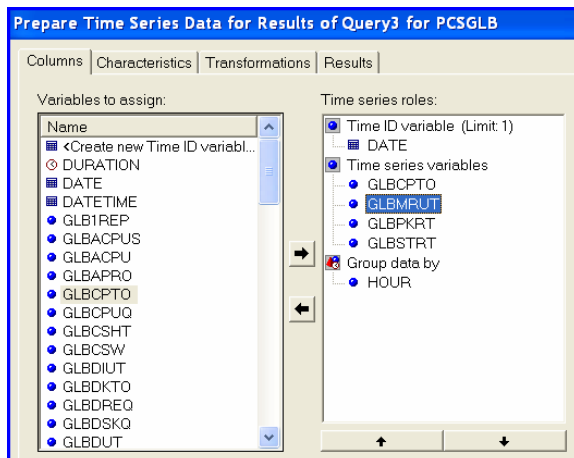 Prepare Time Series Data for Results of Query3 for PCSGLB
Columns Characteristics Transformations Results
Variables to assign:
Name
<Create new Time ID variabl...
DURATION
DATE
DATETIME
GLB1REP
GLBACPUS
GLBACPU
GLBAPRO
GLBCPTO
GLBCPUQ
GLBCSHT
GLBCSW
GLBDIUT
GLBDKTO
GLBDREQ
GLBDSKQ
GLBDUT
Time series roles:
Time ID variable (Limit: 1)
DATE
Time series variables
GLBCPTO
GLBMRUT
GLBPKRT
GLBSTRT
Group data by
HOUR